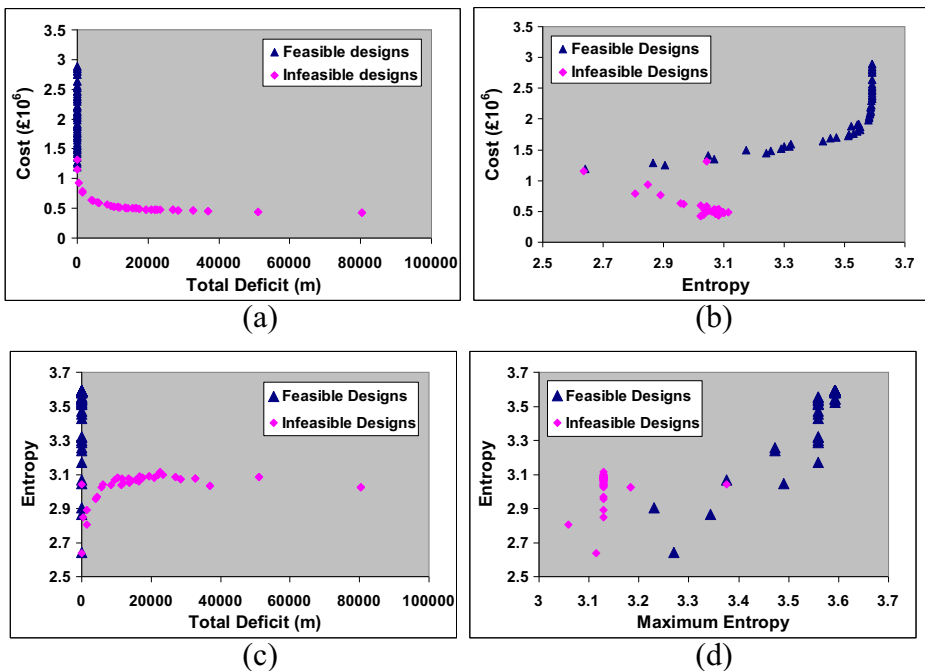 3.5
3
2.5
2
1.5
1
0.5
0
Cost (£10⁶)
Feasible designs
Infeasible designs
0 20000 40000 60000 80000 100000
Total Deficit (m)
(a)
3.5
3
2.5
2
1.5
1
0.5
0
Cost (£10⁶)
Feasible Designs
Infeasible Designs
2.5 2.7 2.9 3.1 3.3 3.5 3.7
Entropy
(b)
3.7
3.5
3.3
3.1
2.9
2.7
2.5
Entropy
Feasible Designs
Infeasible Designs
0 20000 40000 60000 80000 100000
Total Deficit (m)
(c)
3.7
3.5
3.3
3.1
2.9
2.7
2.5
Entropy
Feasible Designs
Infeasible Designs
3 3.1 3.2 3.3 3.4 3.5 3.6 3.7
Maximum Entropy
(d)